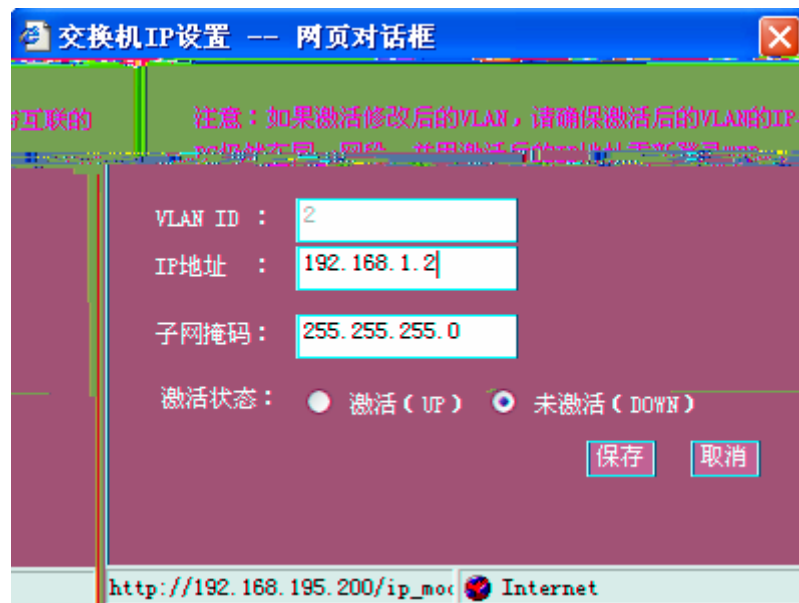 交换机IP设置 -- 网页对话框
与互联的
注意：如果激活修改后的VLAN，请确保激活后的VLAN的IP
VLAN ID ： 2
IP地址 ： 192.168.1.2
子网掩码： 255.255.255.0
激活状态： 激活（UP） 未激活（DOWN）
保存 取消
http://192.168.195.200/ip_mo Internet